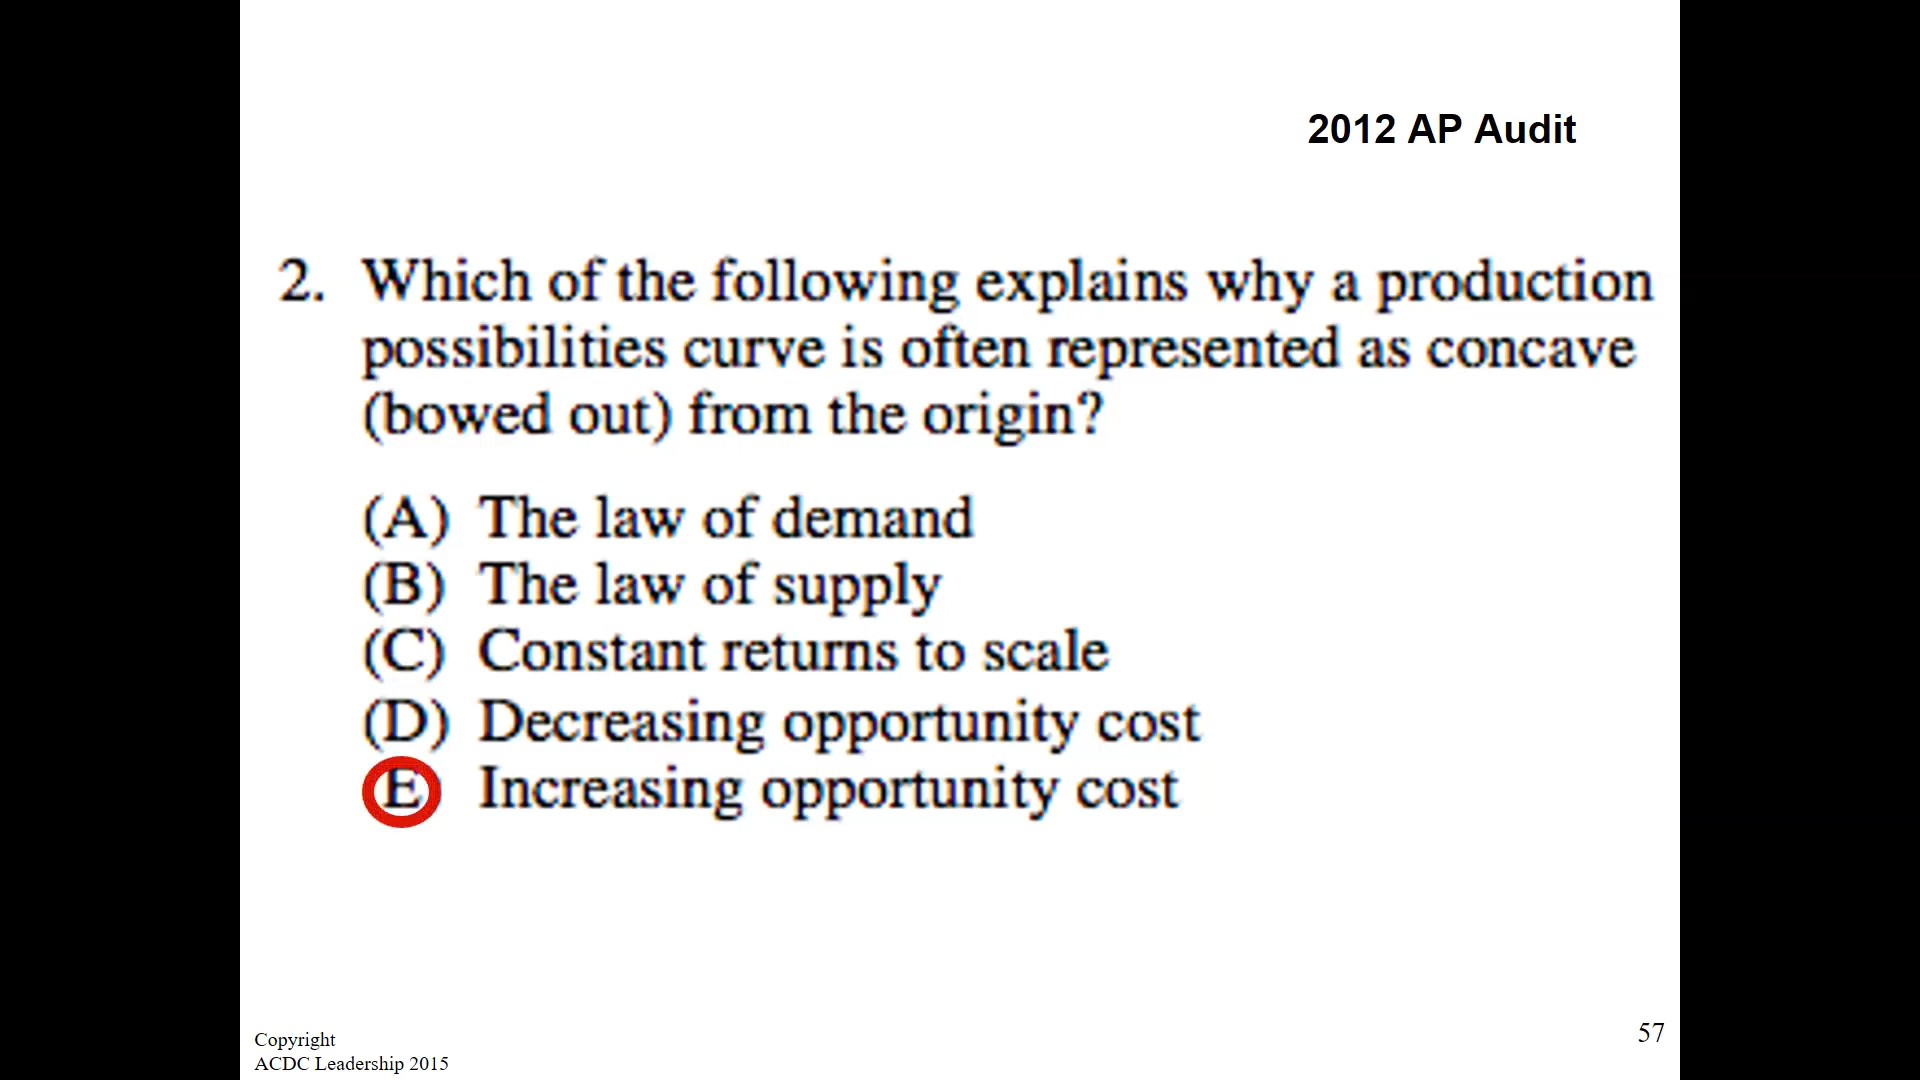 2012 AP Audit
2. Which of the following explains why a production
possibilities curve is often represented as concave
(bowed out) from the origin?
(A) The law of demand
(B) The law of supply
(C) Constant returns to scale
(D) Decreasing opportunity cost
(E) Increasing opportunity cost
Copyright
ACDC Leadership 2015
57